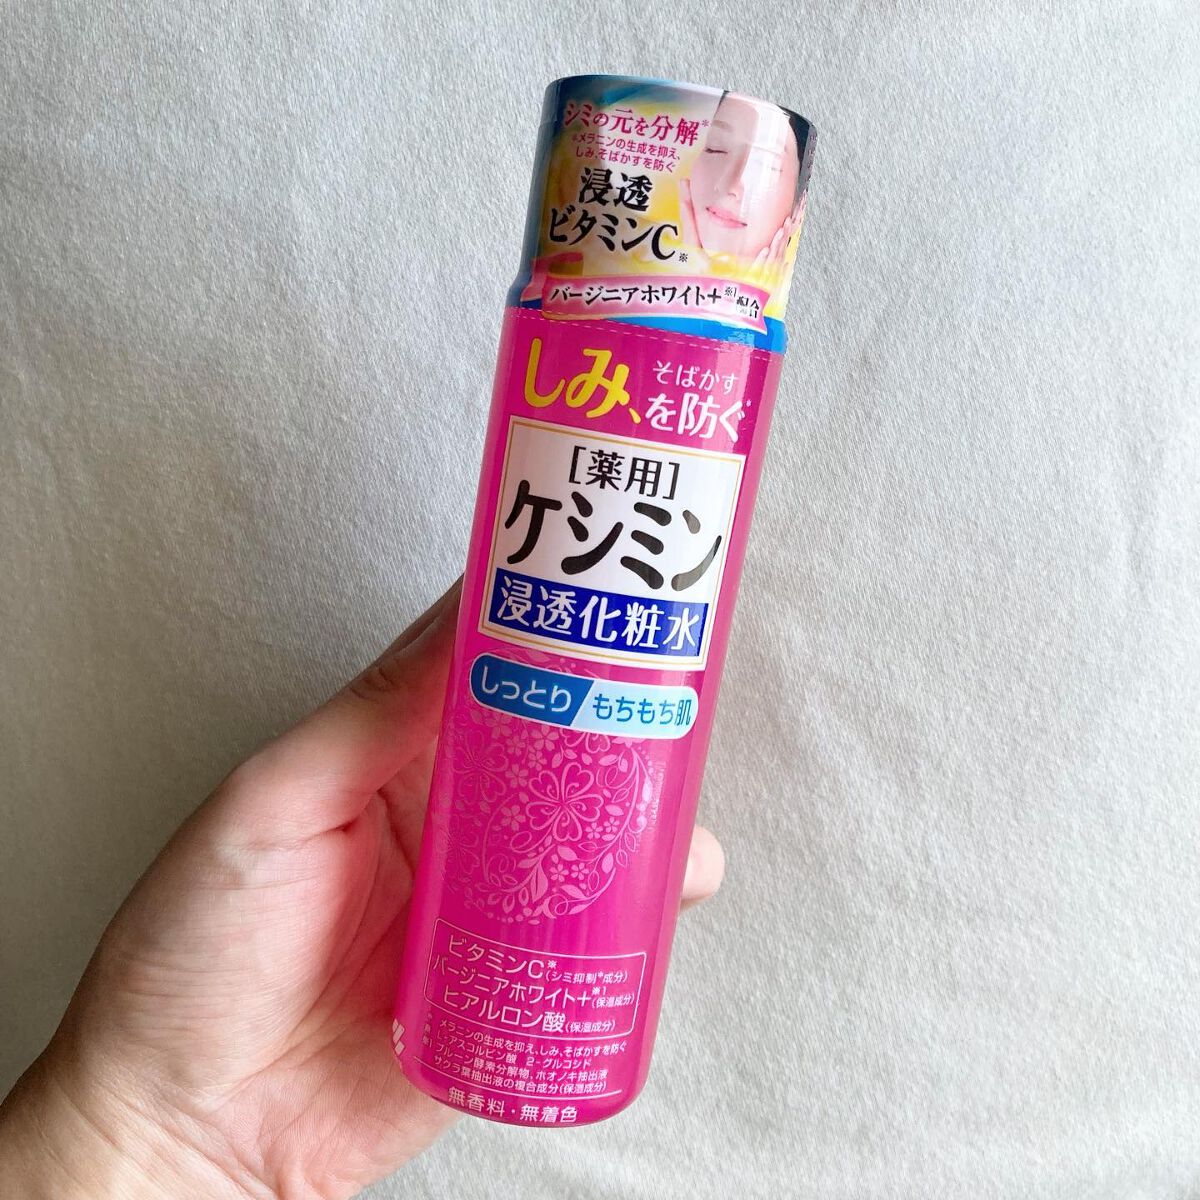 シミの元を分解*
*メラニンの生成を抑え、
しみ、そばかすを防ぐ
浸透
ビタミンC※
バージニアホワイト+※1配合
しみ、そばかす
を防ぐ*
[薬用]
ケシミン
浸透化粧水
しっとり もちもち肌
ビタミンC※(シミ抑制*成分)
バージニアホワイト+※1(保湿成分)
ヒアルロン酸(保湿成分)
* メラニンの生成を抑え、しみ、そばかすを防ぐ
※ L-アスコルビン酸 2-グルコシド
※1 プルーン酵素分解物、ホオノキ抽出液
サクラ葉抽出液の複合成分(保湿成分)
無香料・無着色